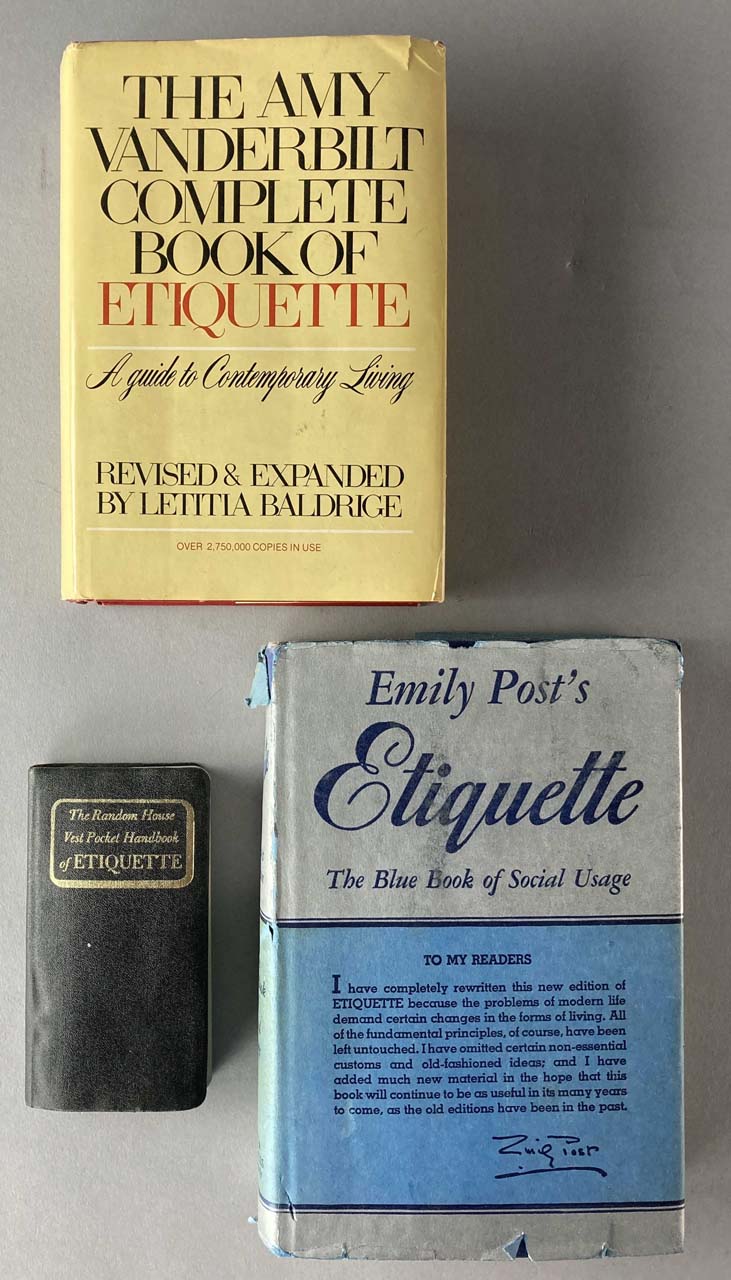 THE AMY
VANDERBILT
COMPLETE
BOOK OF
ETIQUETTE
A guide to Contemporary Living
REVISED & EXPANDED
BY LETITIA BALDRIGE
OVER 2,750,000 COPIES IN USE
The Random House
Vest Pocket Handbook
of ETIQUETTE
Emily Post's
Etiquette
The Blue Book of Social Usage
TO MY READERS
I have completely rewritten this new edition of
ETIQUETTE because the problems of modern life
demand certain changes in the forms of living. All
of the fundamental principles, of course, have been
left untouched. I have omitted certain non-essential
customs and old-fashioned ideas; and I have
added much new material in the hope that this
book will continue to be as useful in its many years
to come, as the old editions have been in the past.
Emily Post